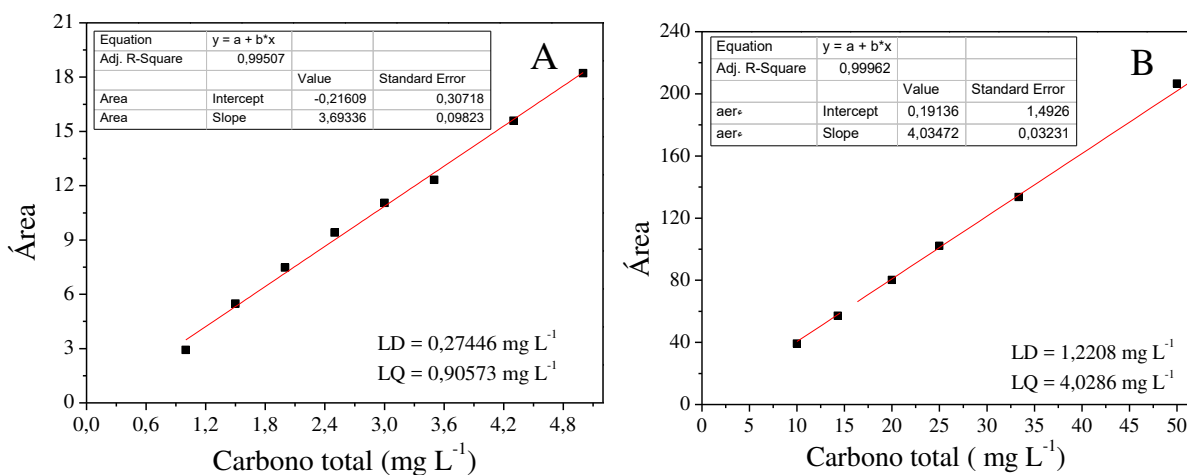 21
18
15
12
9
6
3
0
Área
Equation y = a + b*x
Adj. R-Square 0,99507
Value Standard Error
Area Intercept -0,21609 0,30718
Area Slope 3,69336 0,09823
A
LD = 0,27446 mg L-1
LQ = 0,90573 mg L-1
0,0 1,2 1,8 2,4 3,0 3,6 4,2 4,8
Carbono total (mg L-1)
240
200
160
120
80
40
0
Área
Equation y = a + b*x
Adj. R-Square 0,99962
Value Standard Error
Intercept 0,19136 1,4926
Slope 4,03472 0,03231
B
LD = 1,2208 mg L-1
LQ = 4,0286 mg L-1
0 5 10 15 20 25 30 35 40 45 50
Carbono total ( mg L-1)